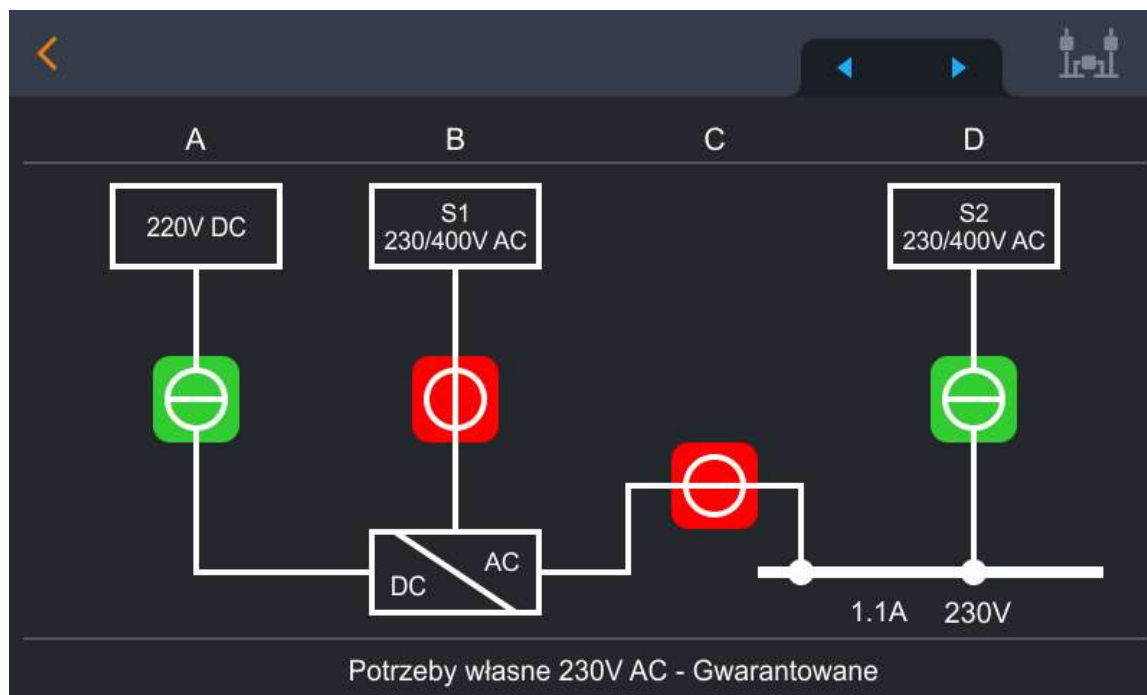 A B C D
220V DC
S1
230/400V AC
S2
230/400V AC
AC
DC
1.1A 230V
Potrzeby własne 230V AC - Gwarantowane